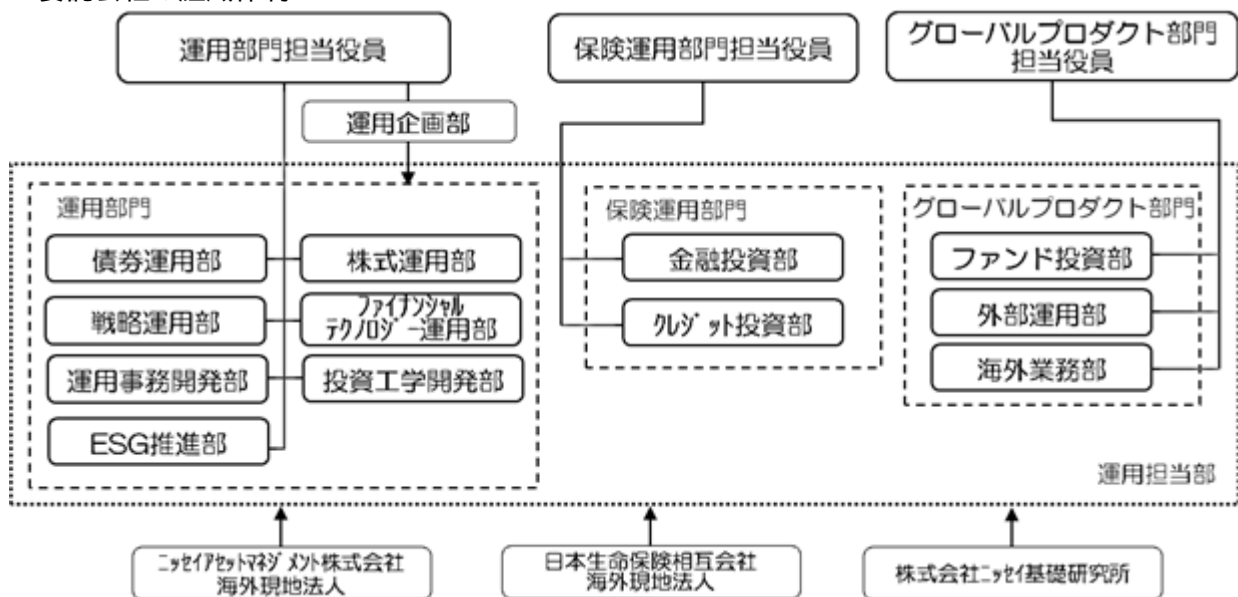 運用部門担当役員
保険運用部門担当役員
グローバルプロダクト部門
担当役員
運用企画部
運用部門
債券運用部
株式運用部
戦略運用部
ファイナンシャル
テクノロジー運用部
運用事務開発部
投資工学開発部
ESG推進部
保険運用部門
金融投資部
クレジット投資部
グローバルプロダクト部門
ファンド投資部
外部運用部
海外業務部
運用担当部
ニッセイアセットマネジメント株式会社
海外現地法人
日本生命保険相互会社
海外現地法人
株式会社ニッセイ基礎研究所